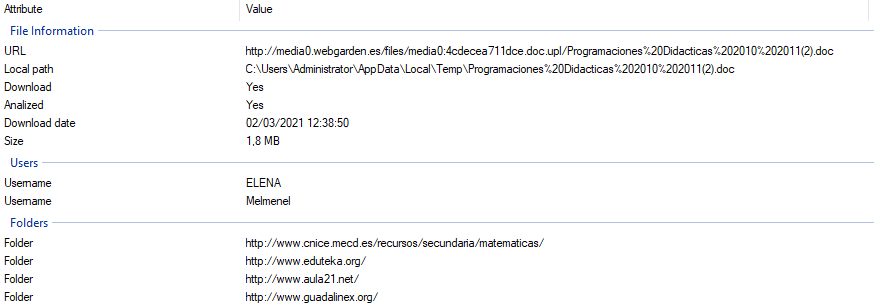 Attribute Value
File Information
URL http://media0.webgarden.es/files/media0:4cdecea711dce.doc.upl/Programaciones%20Didacticas%202010%202011(2).doc
Local path C:\Users\Administrator\AppData\Local\Temp\Programaciones%20Didacticas%202010%202011(2).doc
Download Yes
Analized Yes
Download date 02/03/2021 12:38:50
Size 1,8 MB
Users
Username ELENA
Username Melmenel
Folders
Folder http://www.cnice.mecd.es/recursos/secundaria/matematicas/
Folder http://www.eduteka.org/
Folder http://www.aula21.net/
Folder http://www.guadalinex.org/